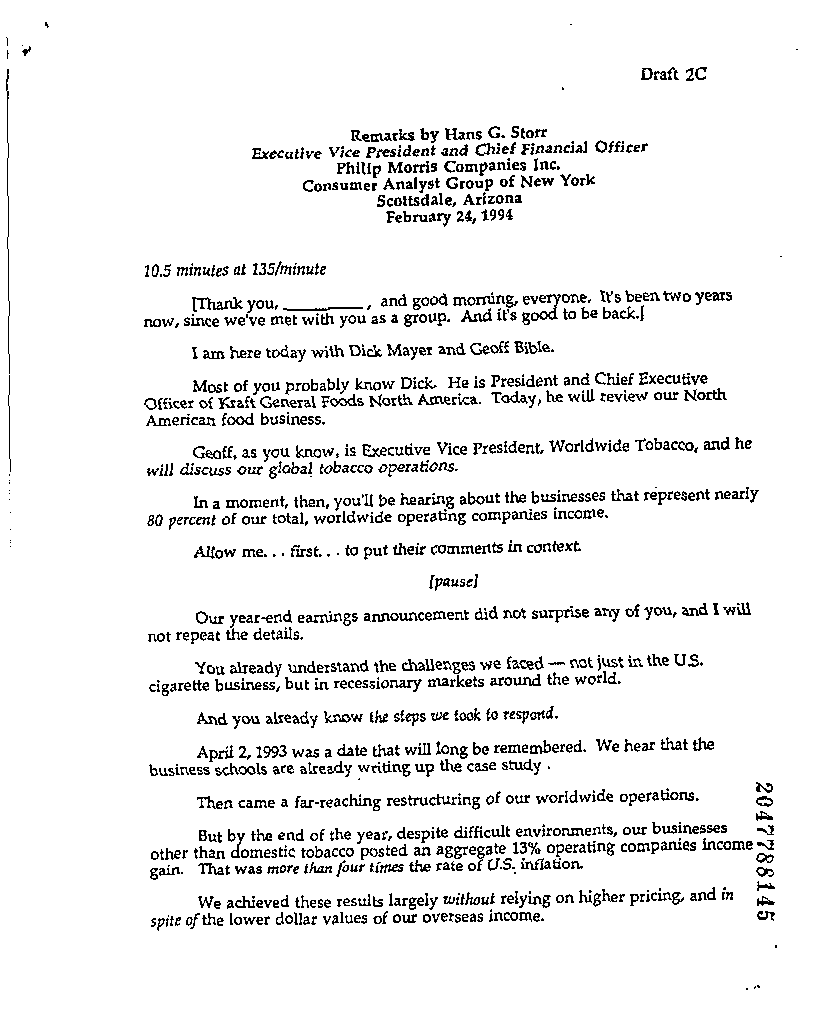 Draft 2C
Remarks by Hans G. Storr
Executive Vice President and Chief Financial Officer
Philip Morris Companies Inc.
Consumer Analyst Group of New York
Scottsdale, Arizona
February 24, 1994
10.5 minutes at 135/minute
[Thank you, ________ , and good morning, everyone. It's been two years
now, since we've met with you as a group. And it's good to be back.]
I am here today with Dick Mayer and Geoff Bible.
Most of you probably know Dick. He is President and Chief Executive
Officer of Kraft General Foods North America. Today, he will review our North
American food business.
Geoff, as you know, is Executive Vice President, Worldwide Tobacco, and he
will discuss our global tobacco operations.
In a moment, then, you'll be hearing about the businesses that represent nearly
80 percent of our total, worldwide operating companies income.
Allow me. . . first. . . to put their comments in context.
[pause]
Our year-end earnings announcement did not surprise any of you, and I will
not repeat the details.
You already understand the challenges we faced — not just in the U.S.
cigarette business, but in recessionary markets around the world.
And you already know the steps we took to respond.
April 2, 1993 was a date that will long be remembered. We hear that the
business schools are already writing up the case study .
Then came a far-reaching restructuring of our worldwide operations.
But by the end of the year, despite difficult environments, our businesses
other than domestic tobacco posted an aggregate 13% operating companies income
gain. That was more than four times the rate of U.S. inflation.
We achieved these results largely without relying on higher pricing, and in
spite of the lower dollar values of our overseas income.
2047788145